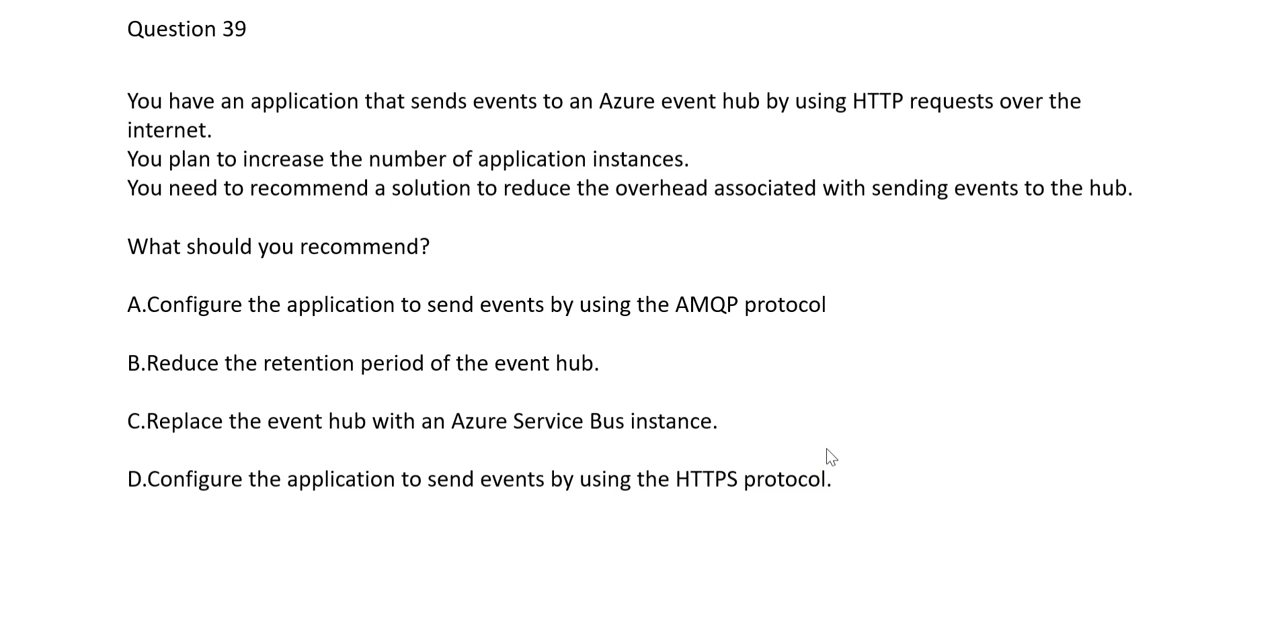 Question 39
You have an application that sends events to an Azure event hub by using HTTP requests over the
internet.
You plan to increase the number of application instances.
You need to recommend a solution to reduce the overhead associated with sending events to the hub.
What should you recommend?
A.Configure the application to send events by using the AMQP protocol
B.Reduce the retention period of the event hub.
C.Replace the event hub with an Azure Service Bus instance.
D.Configure the application to send events by using the HTTPS protocol.